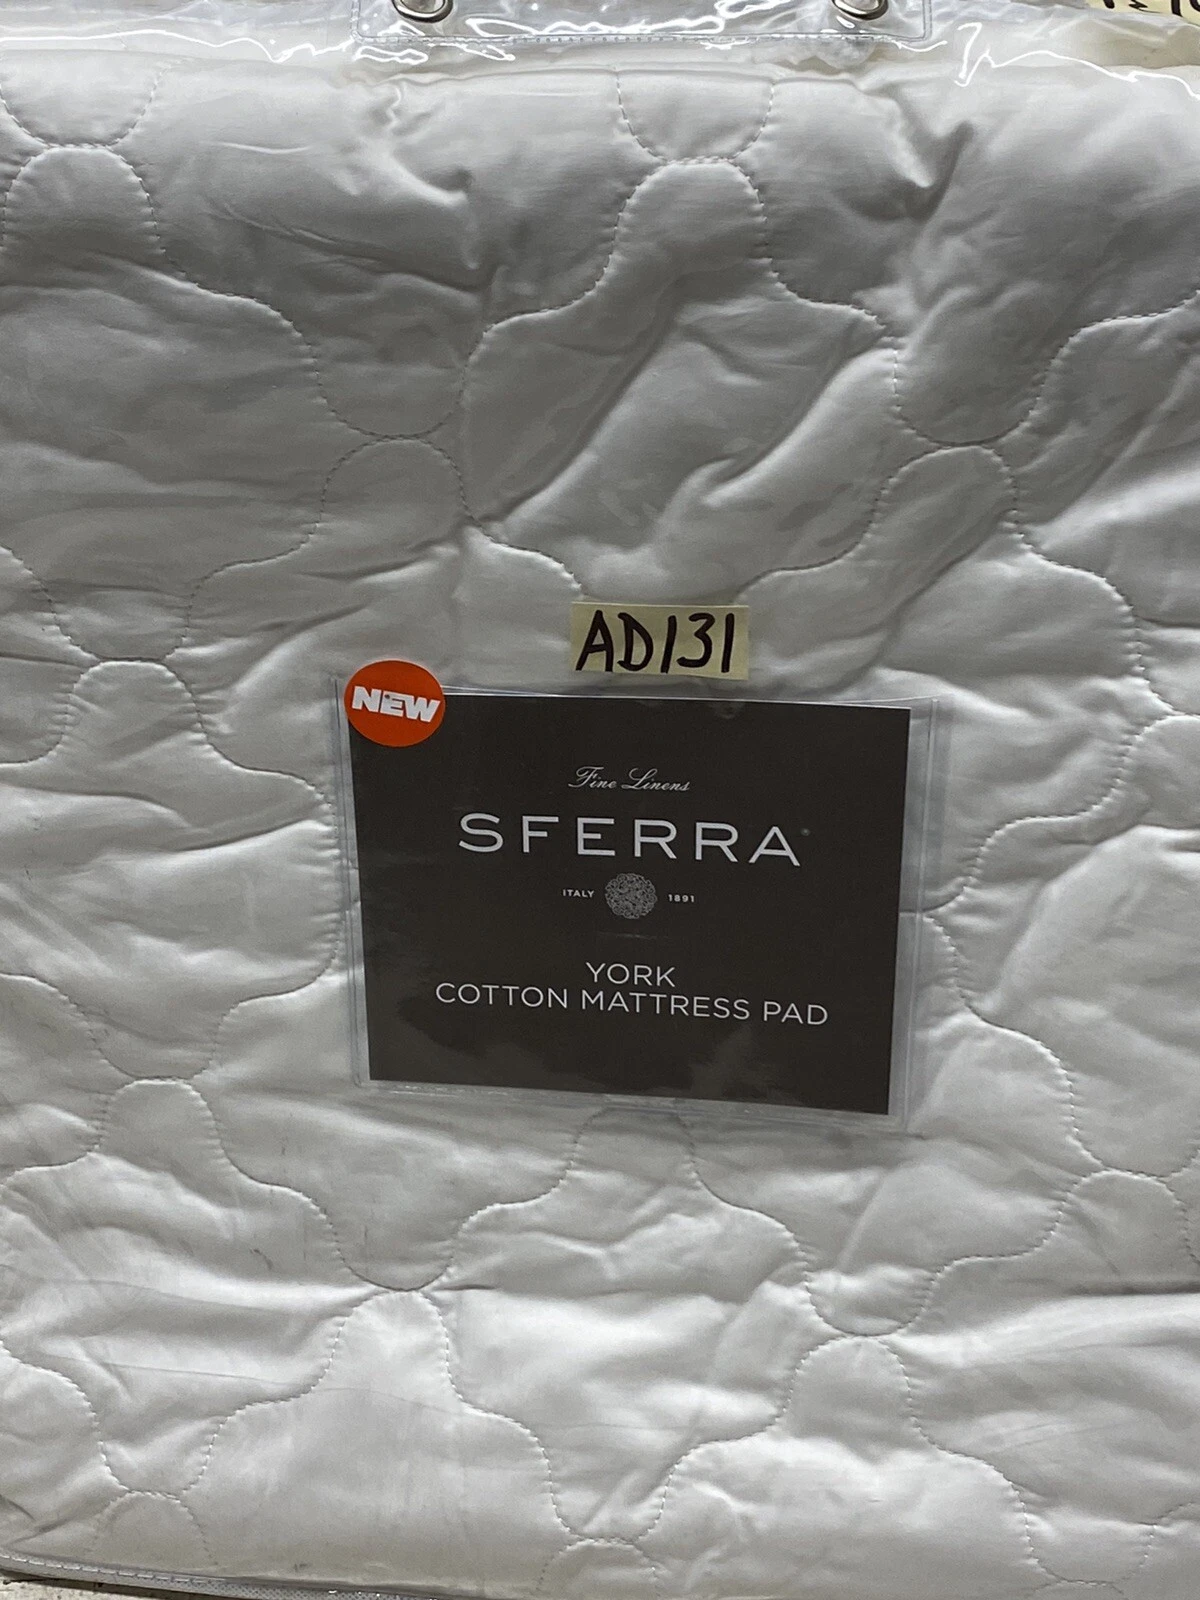 AD131
NEW
Fine Linens
SFERRA®
ITALY 1891
YORK
COTTON MATTRESS PAD